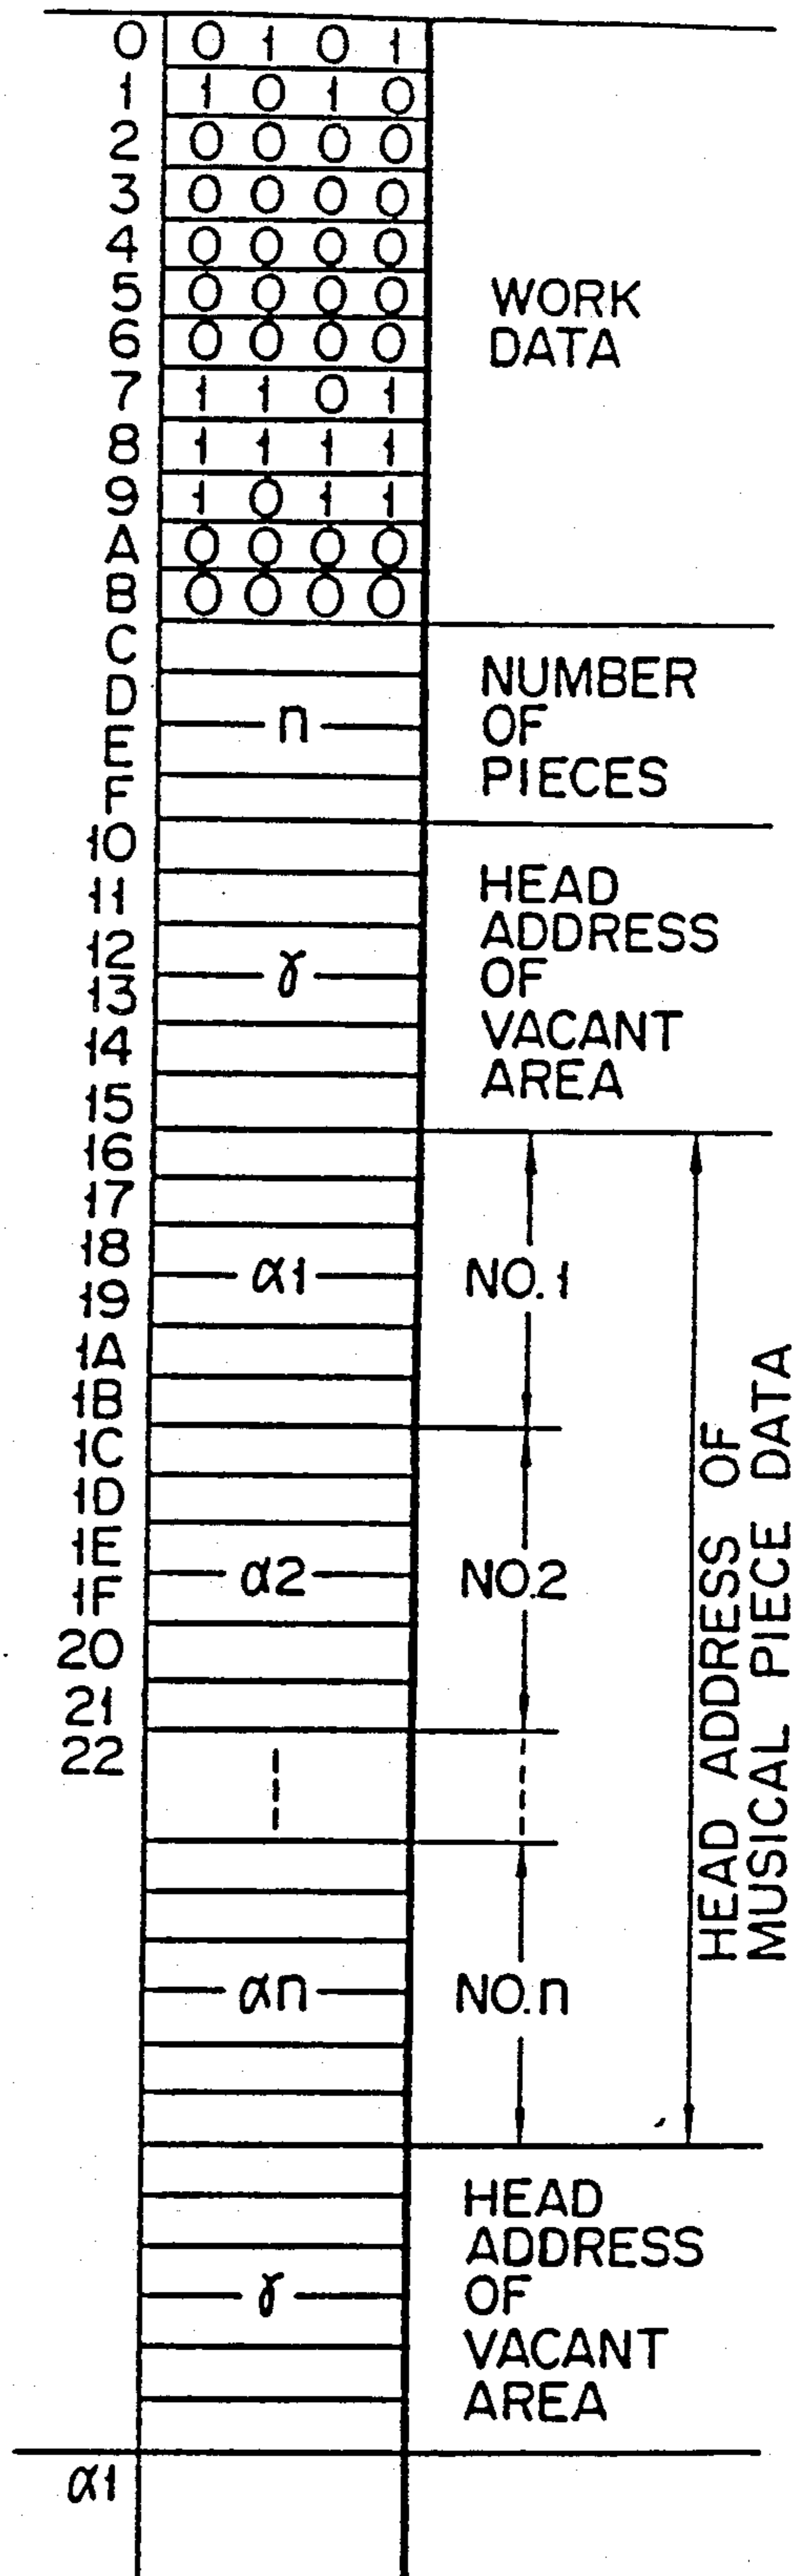 0 0 1 0 1
1 1 0 1 0
2 0 0 0 0
3 0 0 0 0
4 0 0 0 0
5 0 0 0 0
6 0 0 0 0
7 1 1 0 1
8 1 1 1 1
9 1 0 1 1
A 0 0 0 0
B 0 0 0 0
WORK
DATA
C
D
E
F
n
NUMBER
OF
PIECES
10
11
12
13
14
15
γ
HEAD
ADDRESS
OF
VACANT
AREA
16
17
18
19
1A
1B
α1
NO.1
1C
1D
1E
1F
20
21
α2
NO.2
22
αn
NO.n
HEAD ADDRESS OF
MUSICAL PIECE DATA
γ
HEAD
ADDRESS
OF
VACANT
AREA
α1